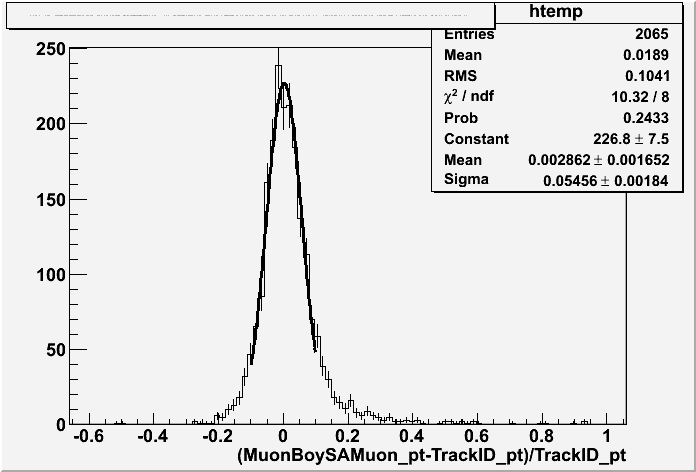 htemp
Entries 2065
Mean 0.0189
RMS 0.1041
χ² / ndf 10.32 / 8
Prob 0.2433
Constant 226.8 ± 7.5
Mean 0.002862 ± 0.001652
Sigma 0.05456 ± 0.00184
250
200
150
100
50
0
-0.6 -0.4 -0.2 0 0.2 0.4 0.6 0.8 1
(MuonBoySAMuon_pt-TrackID_pt)/TrackID_pt